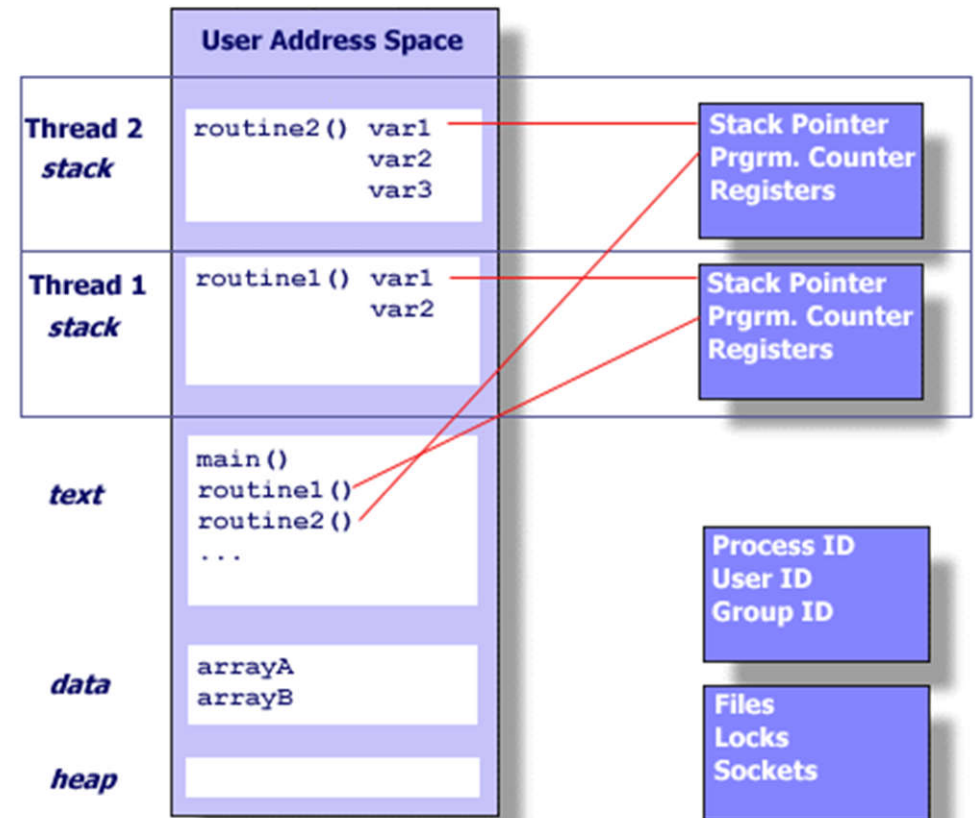 User Address Space
Thread 2
stack
routine2() var1
var2
var3
Stack Pointer
Prgrm. Counter
Registers
Thread 1
stack
routine1() var1
var2
Stack Pointer
Prgrm. Counter
Registers
text
main()
routine1()
routine2()
...
Process ID
User ID
Group ID
data
arrayA
arrayB
Files
Locks
Sockets
heap